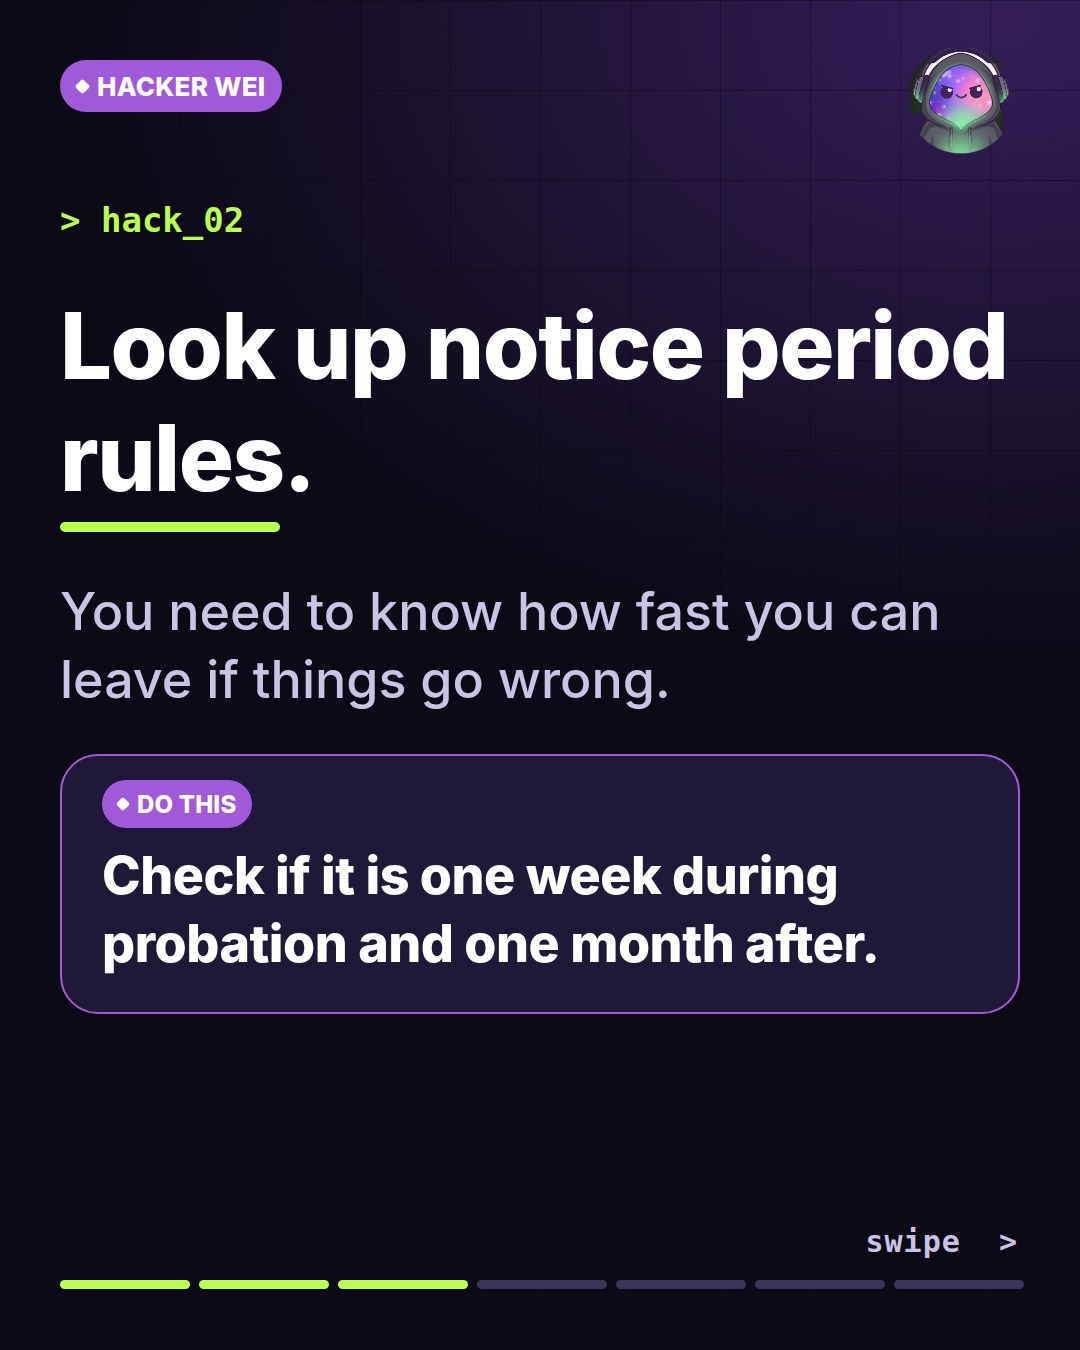 HACKER WEI
> hack_02
Look up notice period
rules.
You need to know how fast you can
leave if things go wrong.
DO THIS
Check if it is one week during
probation and one month after.
swipe >